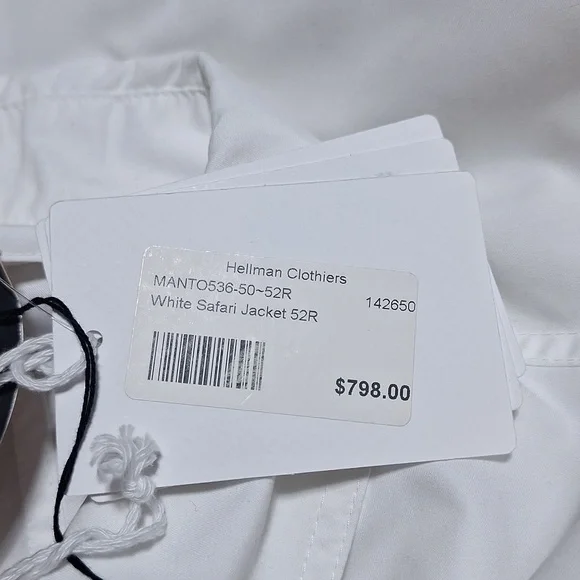 Hellman Clothiers
MANTO536-50~52R 142650
White Safari Jacket 52R
$798.00